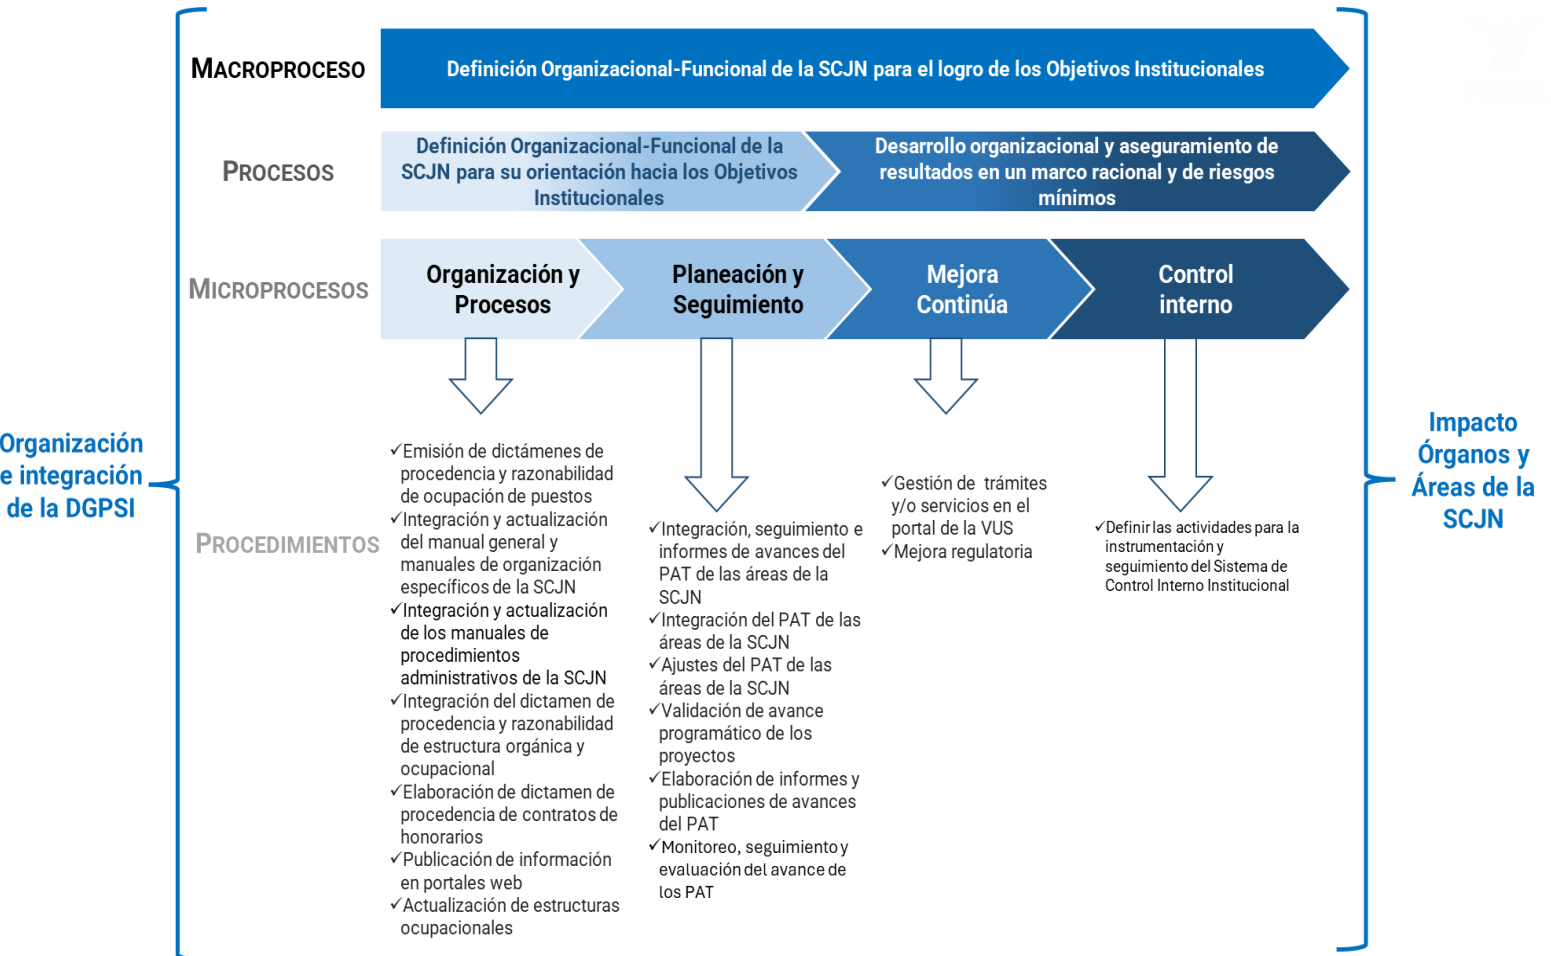 MACROPROCESO
Definición Organizacional-Funcional de la SCJN para el logro de los Objetivos Institucionales
PROCESOS
Definición Organizacional-Funcional de la
SCJN para su orientación hacia los Objetivos
Institucionales
Desarrollo organizacional y aseguramiento de
resultados en un marco racional y de riesgos
mínimos
MICROPROCESOS
Organización y
Procesos
Planeación y
Seguimiento
Mejora
Continúa
Control
interno
Organización
e integración
de la DGPSI
PROCEDIMIENTOS
✓Emisión de dictámenes de
procedencia y razonabilidad
de ocupación de puestos
✓Integración y actualización
del manual general y
manuales de organización
específicos de la SCJN
✓Integración y actualización
de los manuales de
procedimientos
administrativos de la SCJN
✓Integración del dictamen de
procedencia y razonabilidad
de estructura orgánica y
ocupacional
✓Elaboración de dictamen de
procedencia de contratos de
honorarios
✓Publicación de información
en portales web
✓Actualización de estructuras
ocupacionales
✓Integración, seguimiento e
informes de avances del
PAT de las áreas de la
SCJN
✓Integración del PAT de las
áreas de la SCJN
✓Ajustes del PAT de las
áreas de la SCJN
✓Validación de avance
programático de los
proyectos
✓Elaboración de informes y
publicaciones de avances
del PAT
✓Monitoreo, seguimiento y
evaluación del avance de
los PAT
✓Gestión de trámites
y/o servicios en el
portal de la VUS
✓Mejora regulatoria
✓Definir las actividades para la
instrumentación y
seguimiento del Sistema de
Control Interno Institucional
Impacto
Órganos y
Áreas de la
SCJN